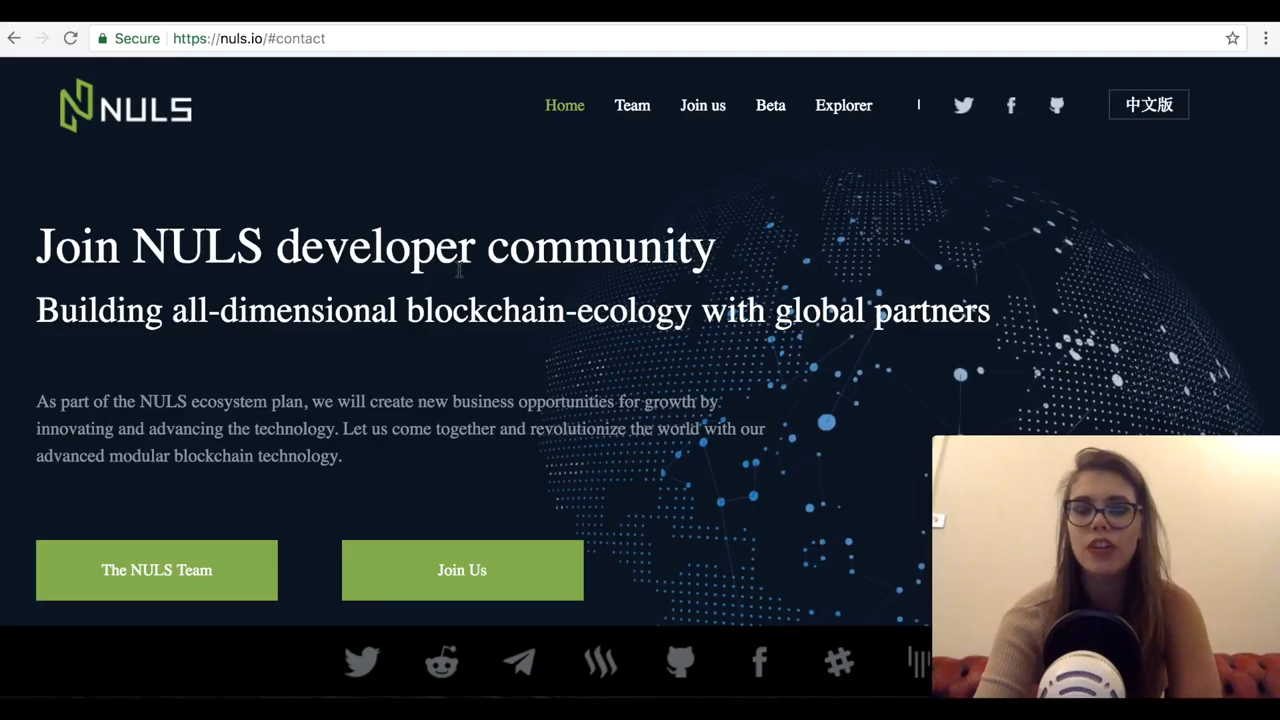 Secure https://nuls.io/#contact
NULS
Home Team Join us Beta Explorer 中文版
Join NULS developer community
Building all-dimensional blockchain-ecology with global partners
As part of the NULS ecosystem plan, we will create new business opportunities for growth by
innovating and advancing the technology. Let us come together and revolutionize the world with our
advanced modular blockchain technology.
The NULS Team
Join Us